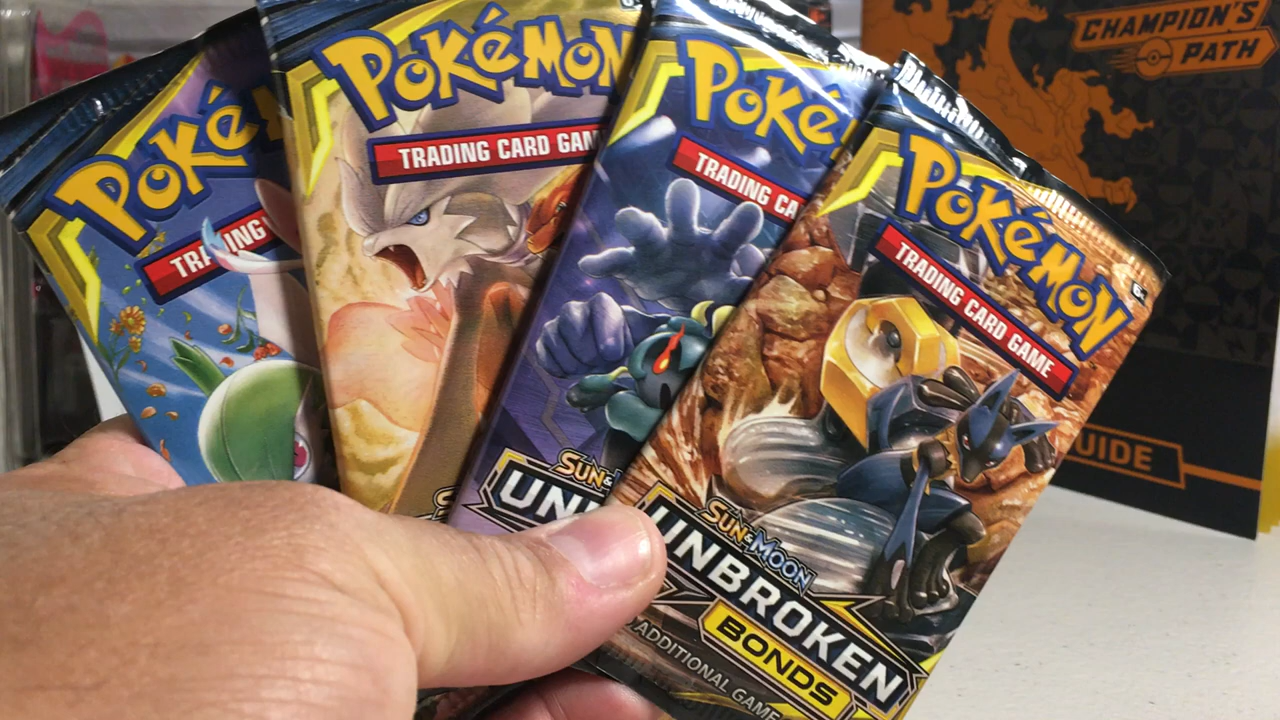 POKéMON
TRADING CARD GAME
SUN & MOON
UNBROKEN
BONDS
ADDITIONAL GAME
POKé
TRADING CA
SUN &
UN
POKéMON
TRADING CARD GAM
POKé
TRADING
CHAMPION'S
PATH
UIDE